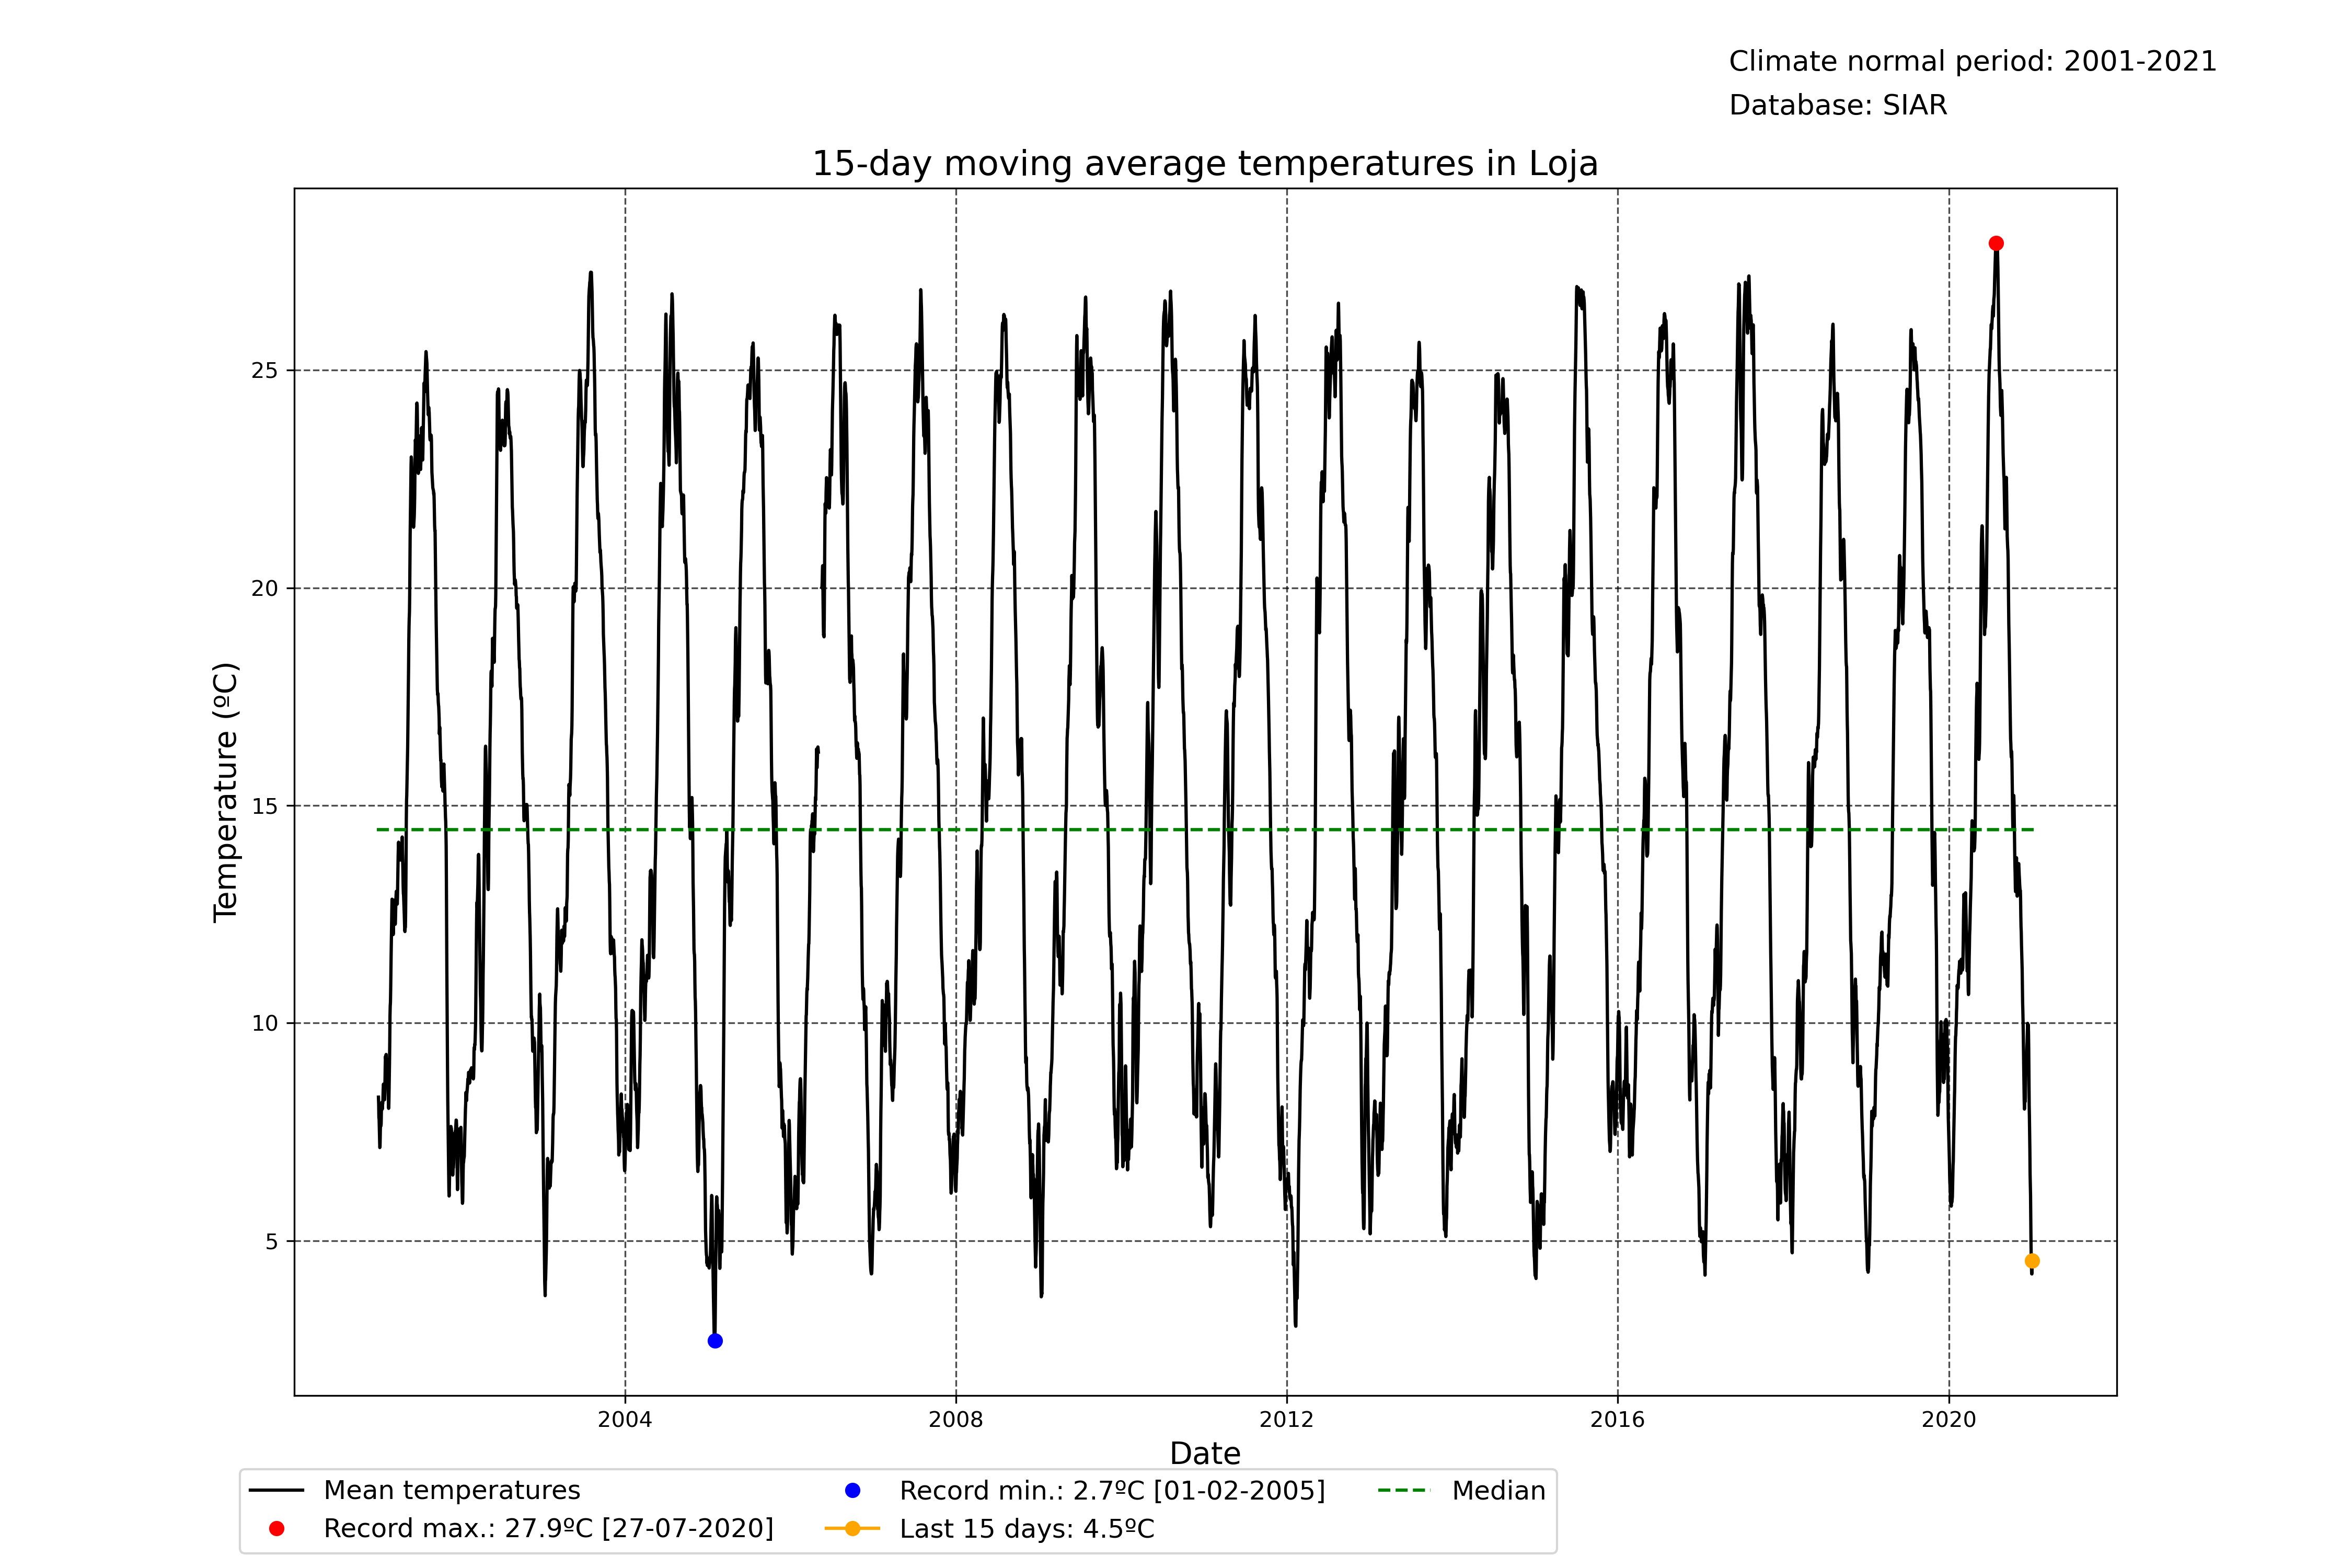 Climate normal period: 2001-2021
Database: SIAR
15-day moving average temperatures in Loja
25
20
15
10
5
Temperature (ºC)
2004
2008
2012
2016
2020
Date
Mean temperatures
Record max.: 27.9ºC [27-07-2020]
Record min.: 2.7ºC [01-02-2005]
Last 15 days: 4.5ºC
Median